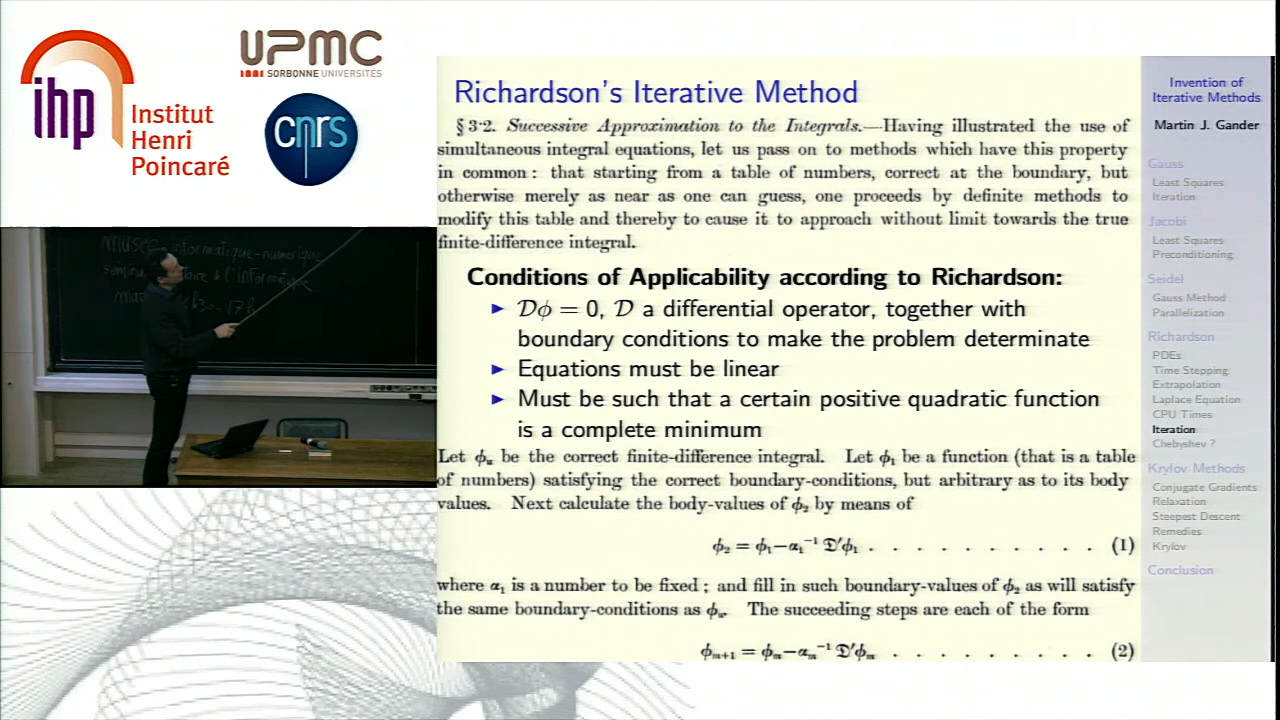 ihp
Institut
Henri
Poincaré
UPMC
SORBONNE UNIVERSITÉS
cnrs
Richardson's Iterative Method
§ 3·2. Successive Approximation to the Integrals.—Having illustrated the use of
simultaneous integral equations, let us pass on to methods which have this property
in common: that starting from a table of numbers, correct at the boundary, but
otherwise merely as near as one can guess, one proceeds by definite methods to
modify this table and thereby to cause it to approach without limit towards the true
finite-difference integral.
Conditions of Applicability according to Richardson:
▶ 𝒟ϕ = 0, 𝒟 a differential operator, together with
boundary conditions to make the problem determinate
▶ Equations must be linear
▶ Must be such that a certain positive quadratic function
is a complete minimum
Let ϕᵤ be the correct finite-difference integral. Let ϕ₁ be a function (that is a table
of numbers) satisfying the correct boundary-conditions, but arbitrary as to its body
values. Next calculate the body-values of ϕ₂ by means of
ϕ₂ = ϕ₁ − α₁⁻¹ 𝔇′ϕ₁ . . . . . . . . . . (1)
where α₁ is a number to be fixed; and fill in such boundary-values of ϕ₂ as will satisfy
the same boundary-conditions as ϕᵤ. The succeeding steps are each of the form
ϕₘ₊₁ = ϕₘ − αₘ⁻¹ 𝔇′ϕₘ . . . . . . . . . . (2)
Invention of
Iterative Methods
Martin J. Gander
Gauss
Least Squares
Iteration
Jacobi
Least Squares
Preconditioning
Seidel
Gauss Method
Parallelization
Richardson
PDEs
Time Stepping
Extrapolation
Laplace Equation
CPU Times
Iteration
Chebyshev ?
Krylov Methods
Conjugate Gradients
Relaxation
Steepest Descent
Remedies
Krylov
Conclusion
informatique-numerique